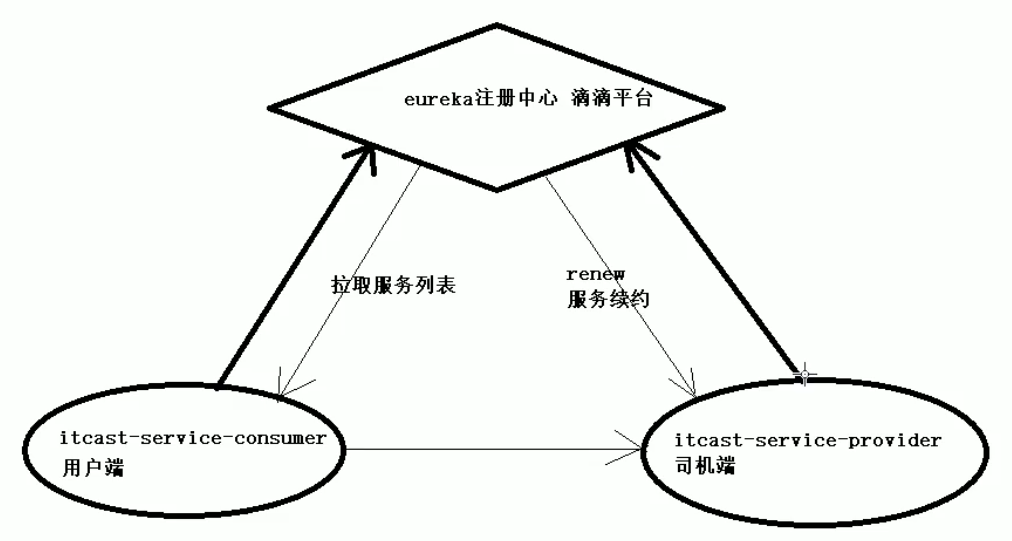 eureka注册中心 滴滴平台
拉取服务列表
renew
服务续约
itcast-service-consumer
用户端
itcast-service-provider
司机端